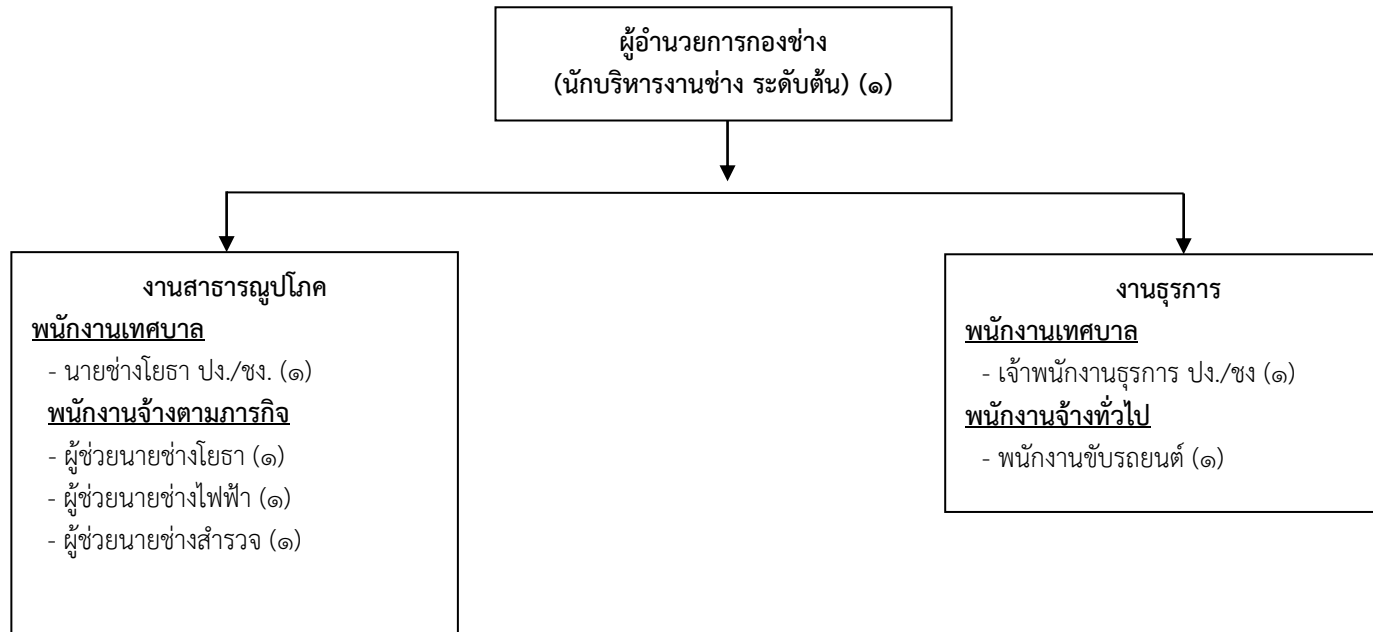 ผู้อำนวยการกองช่าง
(นักบริหารงานช่าง ระดับต้น) (๑)
งานสาธารณูปโภค
พนักงานเทศบาล
- นายช่างโยธา ปง./ชง. (๑)
พนักงานจ้างตามภารกิจ
- ผู้ช่วยนายช่างโยธา (๑)
- ผู้ช่วยนายช่างไฟฟ้า (๑)
- ผู้ช่วยนายช่างสำรวจ (๑)
งานธุรการ
พนักงานเทศบาล
- เจ้าพนักงานธุรการ ปง./ชง (๑)
พนักงานจ้างทั่วไป
- พนักงานขับรถยนต์ (๑)